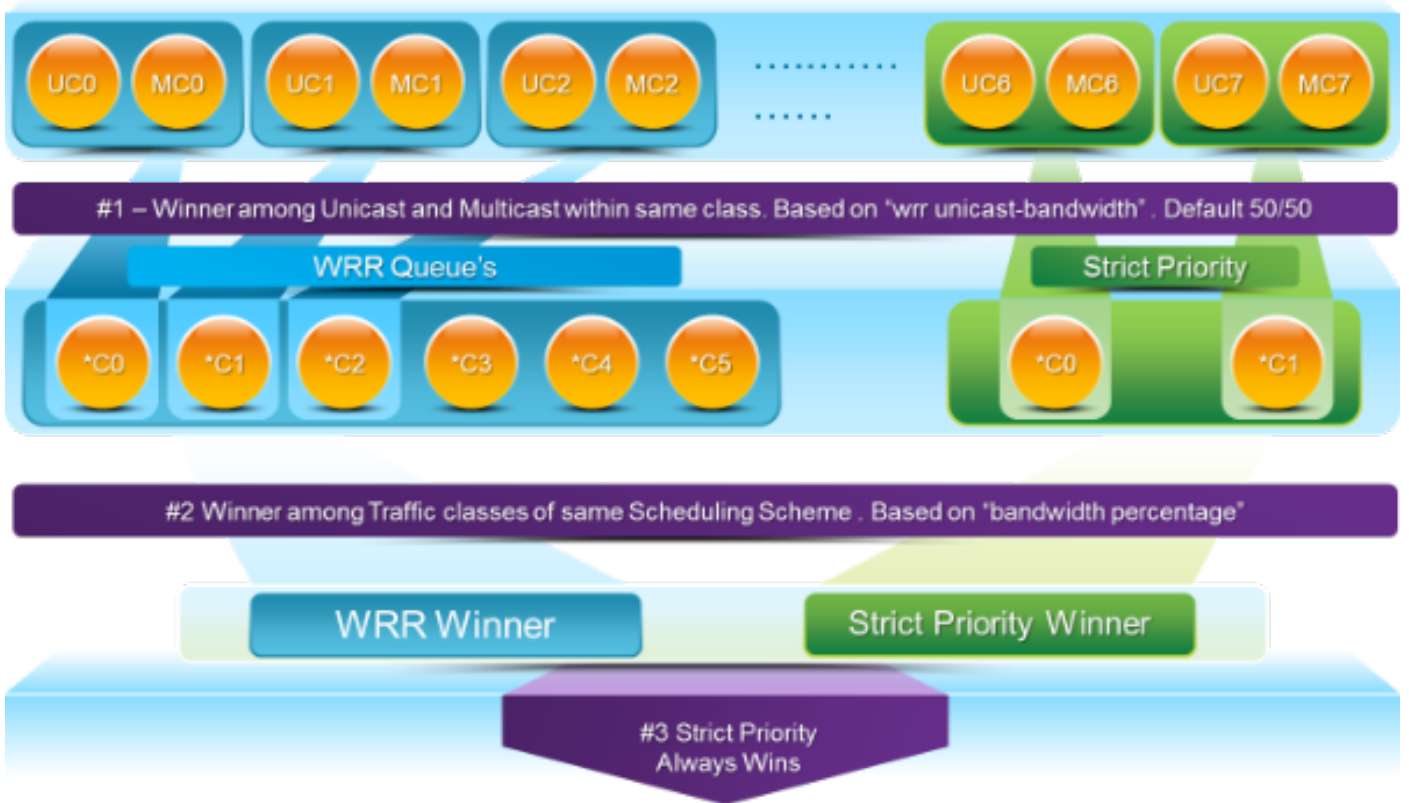 UC0 MC0 UC1 MC1 UC2 MC2 ........... UC6 MC6 UC7 MC7
......
#1 – Winner among Unicast and Multicast within same class. Based on “wrr unicast-bandwidth” . Default 50/50
WRR Queue's Strict Priority
*C0 *C1 *C2 *C3 *C4 *C5 *C0 *C1
#2 Winner among Traffic classes of same Scheduling Scheme . Based on “bandwidth percentage”
WRR Winner Strict Priority Winner
#3 Strict Priority
Always Wins